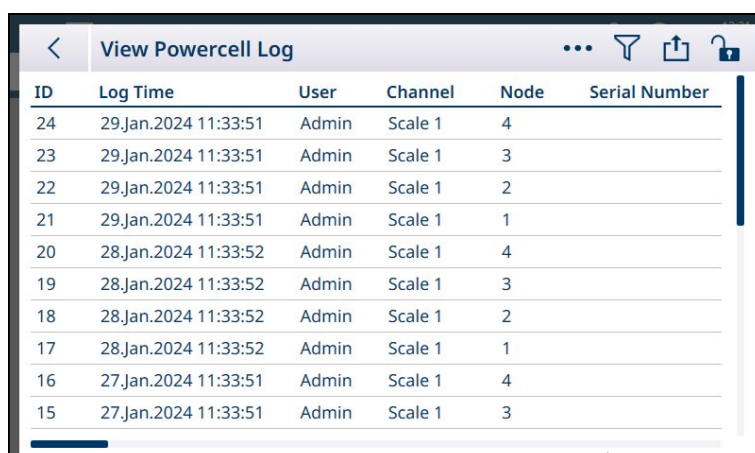 View Powercell Log
ID Log Time User Channel Node Serial Number
24 29.Jan.2024 11:33:51 Admin Scale 1 4
23 29.Jan.2024 11:33:51 Admin Scale 1 3
22 29.Jan.2024 11:33:51 Admin Scale 1 2
21 29.Jan.2024 11:33:51 Admin Scale 1 1
20 28.Jan.2024 11:33:52 Admin Scale 1 4
19 28.Jan.2024 11:33:52 Admin Scale 1 3
18 28.Jan.2024 11:33:52 Admin Scale 1 2
17 28.Jan.2024 11:33:52 Admin Scale 1 1
16 27.Jan.2024 11:33:51 Admin Scale 1 4
15 27.Jan.2024 11:33:51 Admin Scale 1 3